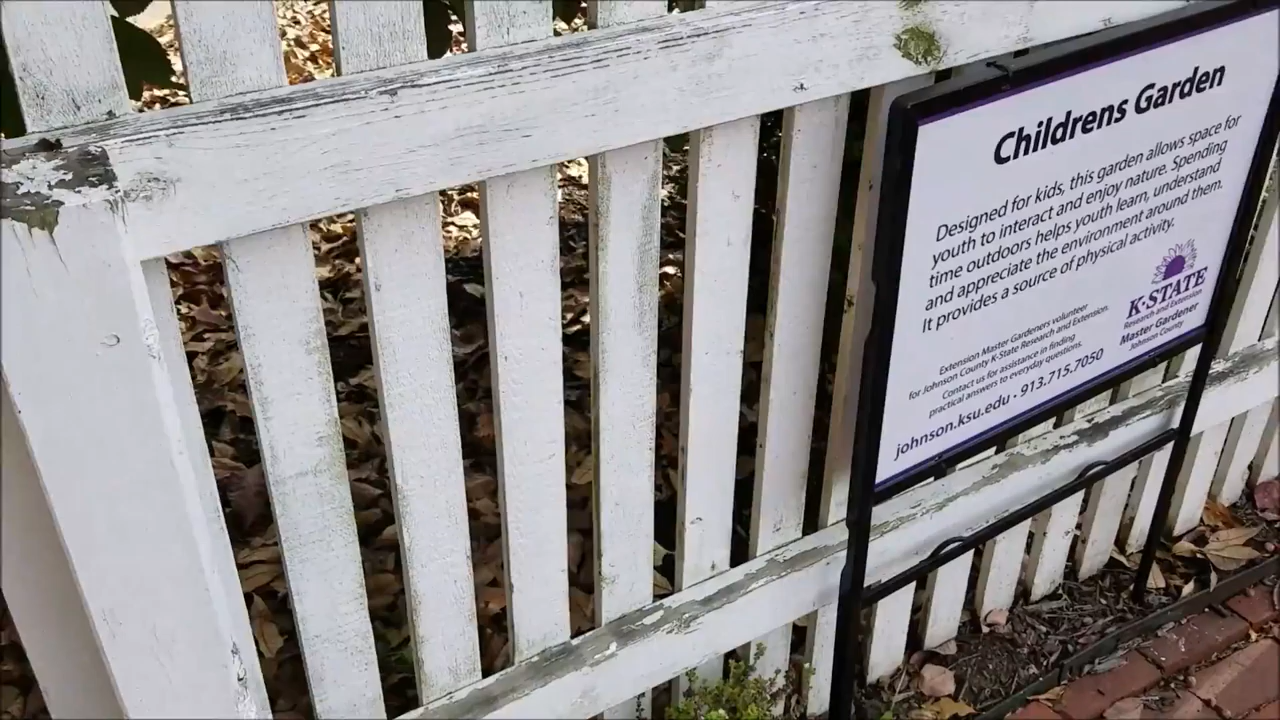 Childrens Garden
Designed for kids, this garden allows space for
youth to interact and enjoy nature. Spending
time outdoors helps youth learn, understand
and appreciate the environment around them.
It provides a source of physical activity.
K-STATE
Research and Extension
Master Gardener
Johnson County
Extension Master Gardeners volunteer
for Johnson County K-State Research and Extension.
Contact us for assistance in finding
practical answers to everyday questions.
johnson.ksu.edu · 913.715.7050